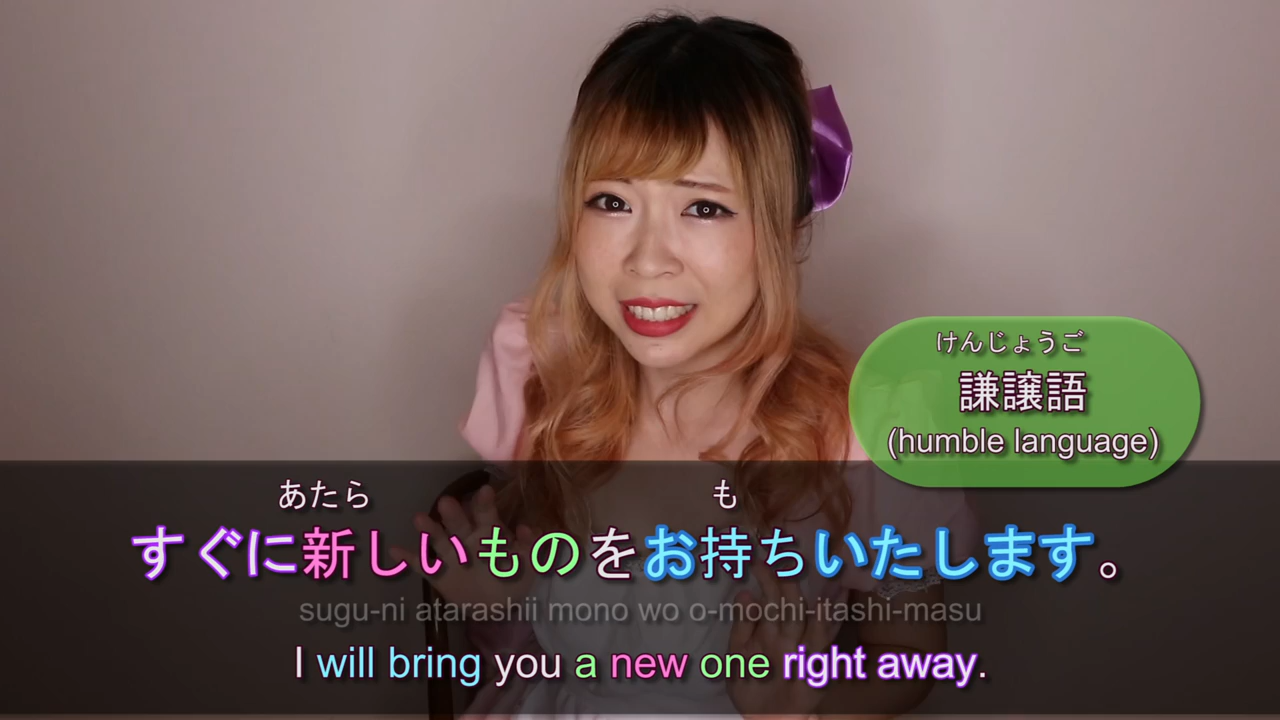 けんじょうご
謙譲語
(humble language)
あたら も
すぐに新しいものをお持ちいたします。
sugu-ni atarashii mono wo o-mochi-itashi-masu
I will bring you a new one right away.